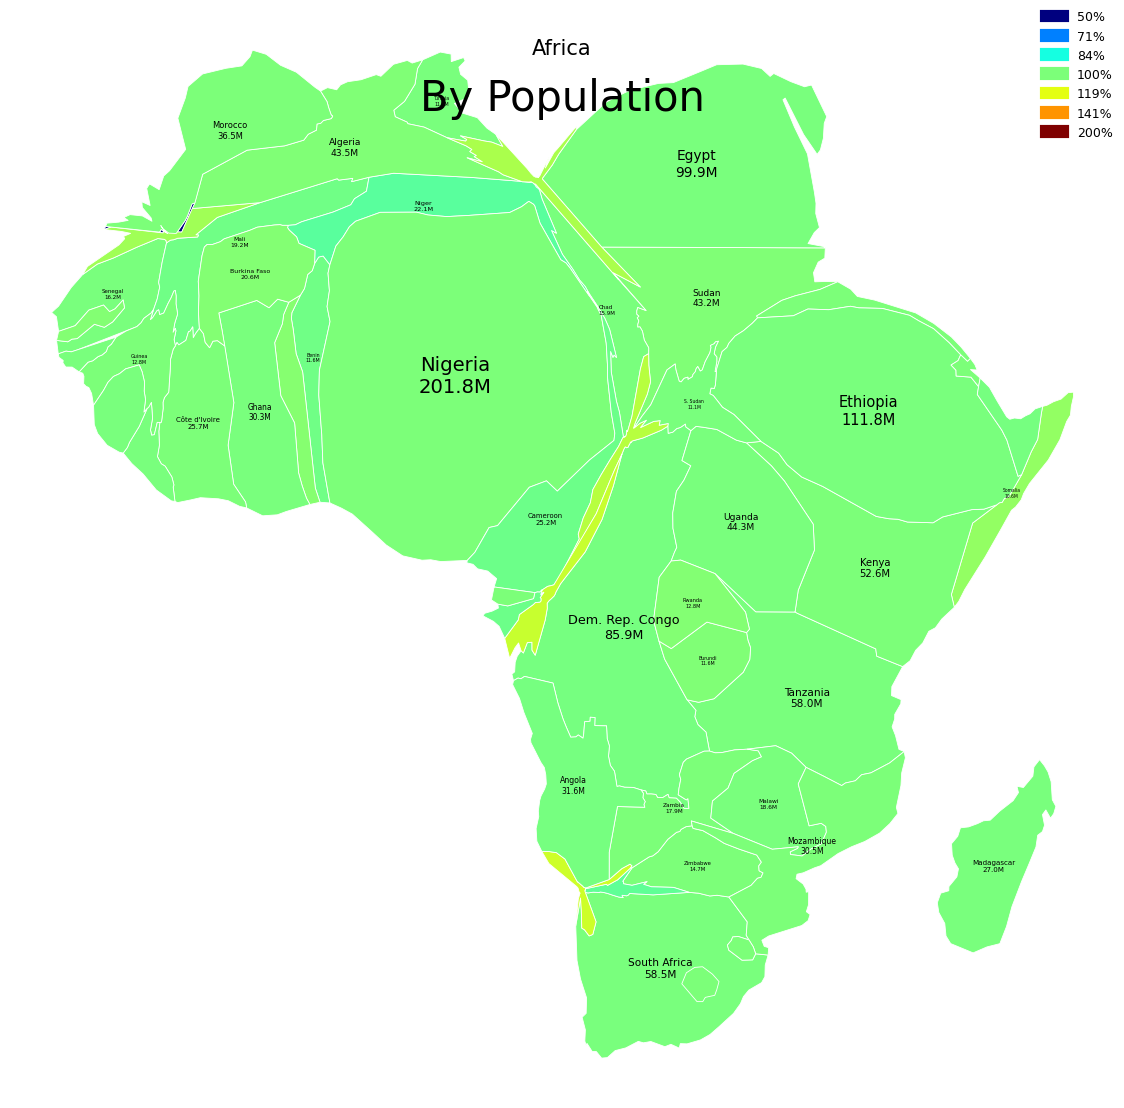 Africa
By Population
50%
71%
84%
100%
119%
141%
200%
Morocco
36.5M
Algeria
43.5M
Egypt
99.9M
Niger
22.1M
Mali
19.2M
Burkina Faso
20.6M
Senegal
16.2M
Sudan
43.2M
Chad
15.9M
Guinea
12.8M
Benin
11.6M
Nigeria
201.8M
Côte d'Ivoire
25.7M
Ghana
30.3M
S. Sudan
11.1M
Ethiopia
111.8M
Somalia
10.6M
Cameroon
25.2M
Uganda
44.3M
Kenya
52.6M
Rwanda
12.8M
Dem. Rep. Congo
85.9M
Burundi
11.6M
Tanzania
58.0M
Angola
31.6M
Zambia
17.9M
Malawi
18.6M
Mozambique
30.5M
Zimbabwe
14.7M
Madagascar
27.0M
South Africa
58.5M